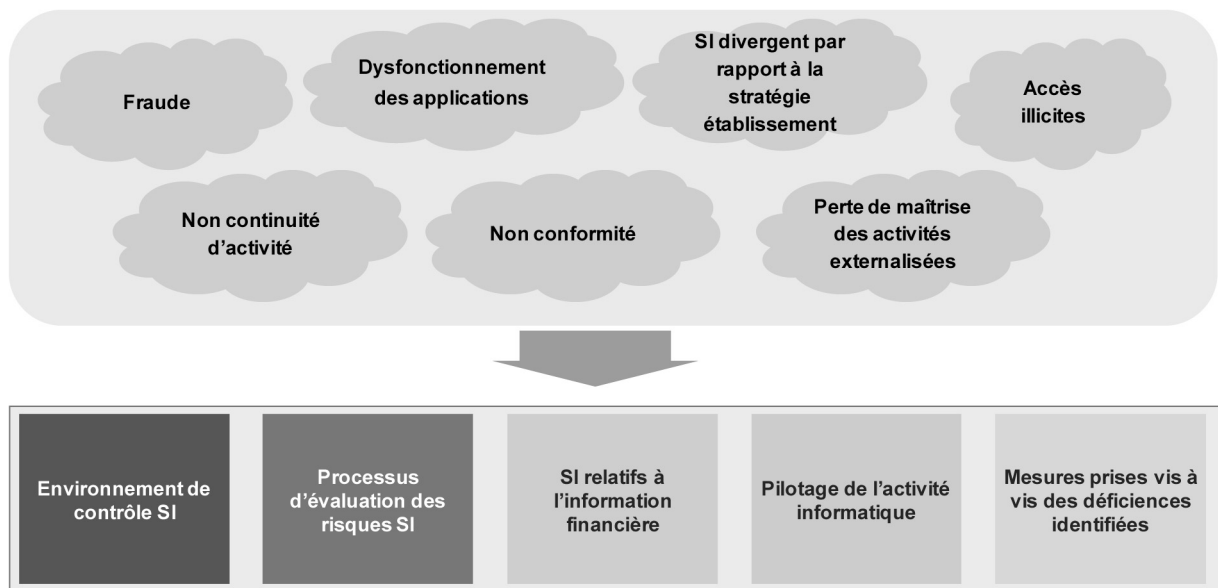 Fraude
Dysfonctionnement
des applications
SI divergent par
rapport à la
stratégie
établissement
Accès
illicites
Non continuité
d’activité
Non conformité
Perte de maîtrise
des activités
externalisées
Environnement de
contrôle SI
Processus
d’évaluation des
risques SI
SI relatifs à
l’information
financière
Pilotage de l’activité
informatique
Mesures prises vis à
vis des déficiences
identifiées